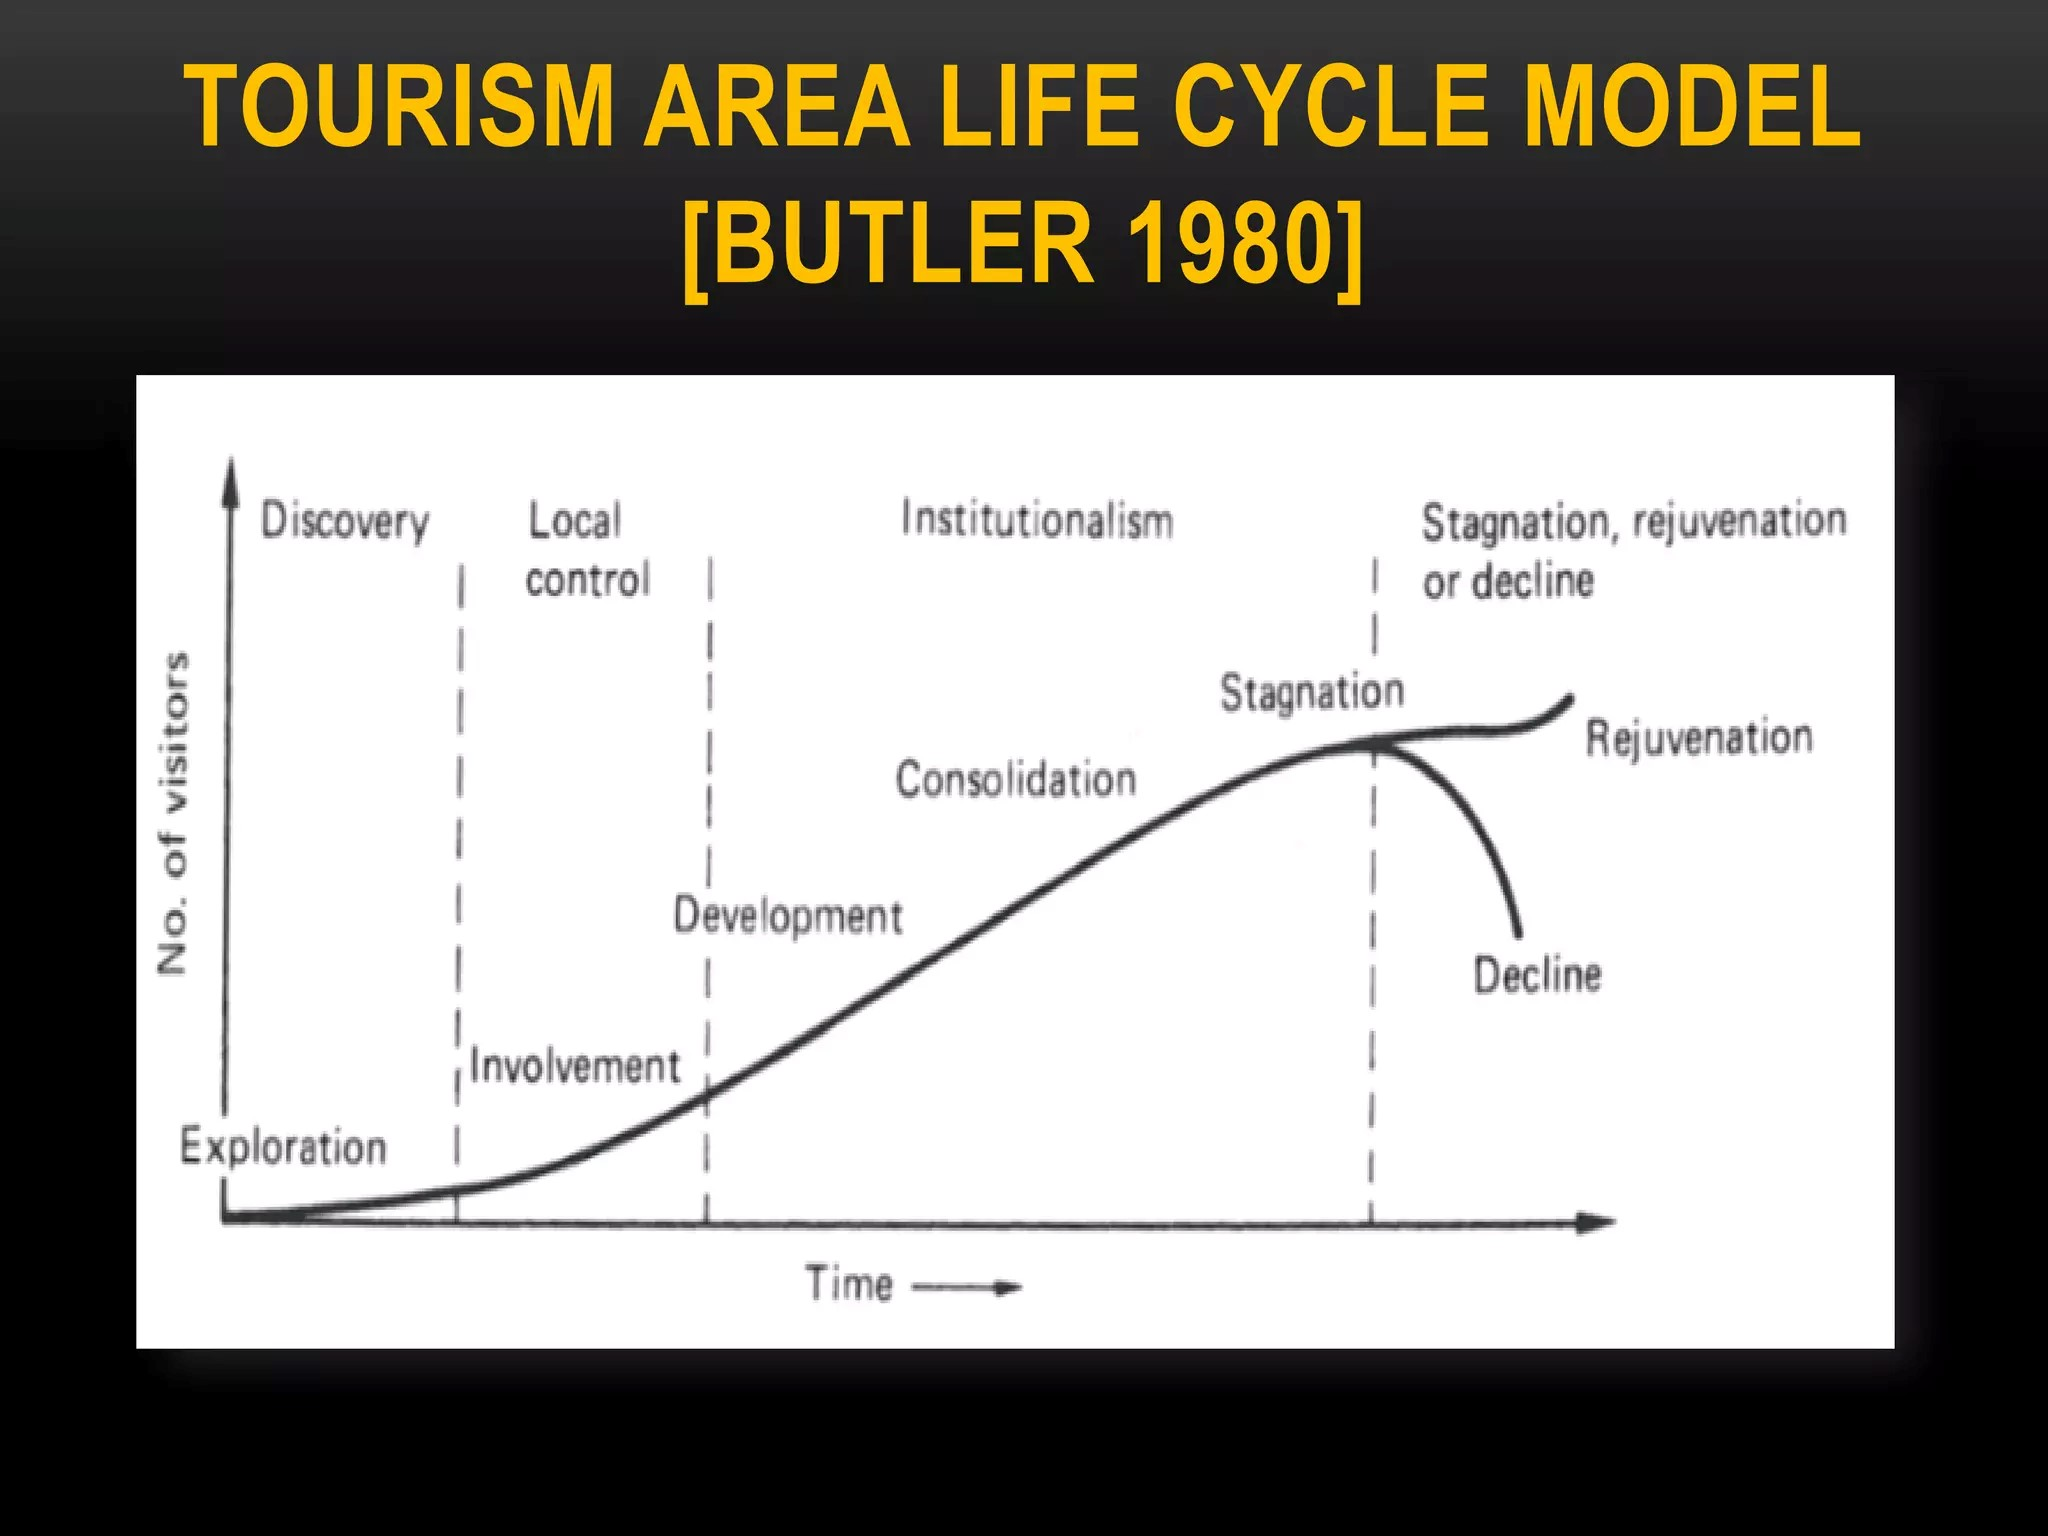 TOURISM AREA LIFE CYCLE MODEL
[BUTLER 1980]
Discovery
Local
control
Institutionalism
Stagnation, rejuvenation
or decline
No. of visitors
Stagnation
Rejuvenation
Consolidation
Development
Decline
Involvement
Exploration
Time